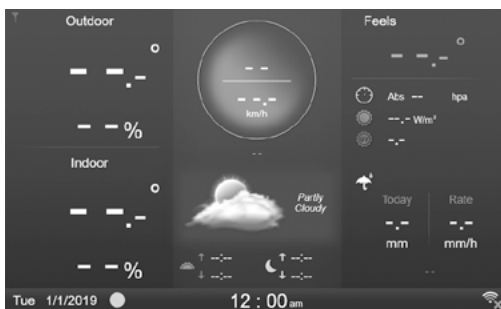 Outdoor
-- --.-°
-- --%
Indoor
-- --.-°
-- --%
-- --
-- --.-
km/h
--
Partly
Cloudy
--:--
--:--
--:--
--:--
Feels
-- --.-°
Abs -- hpa
--.- W/m²
-.-
Today Rate
-.- -.-
mm mm/h
--
Tue 1/1/2019
12 : 00 am